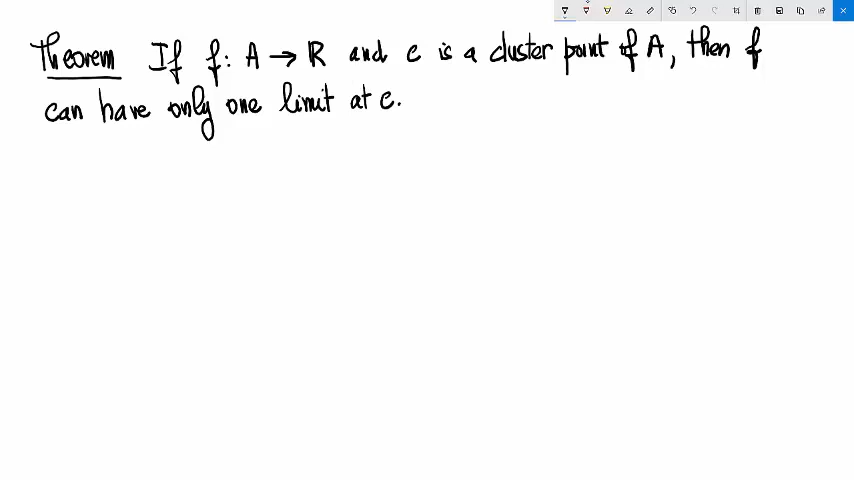 Theorem If f: A → R and c is a cluster point of A, then f
can have only one limit at c.